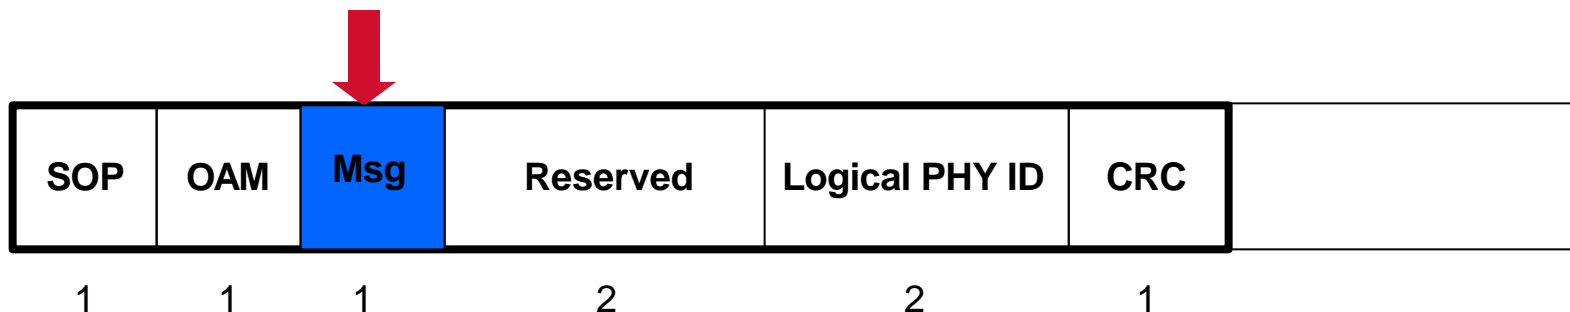 SOP OAM Msg Reserved Logical PHY ID CRC
1 1 1 2 2 1